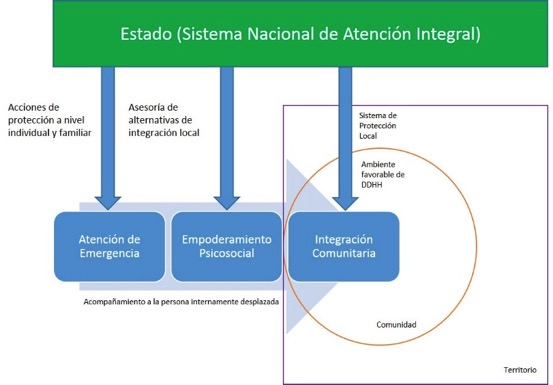 Estado (Sistema Nacional de Atención Integral)
Acciones de
protección a nivel
individual y familiar
Asesoría de
alternativas de
integración local
Sistema de
Protección
Local
Ambiente
favorable de
DDHH
Atención de
Emergencia
Empoderamiento
Psicosocial
Integración
Comunitaria
Acompañamiento a la persona internamente desplazada
Comunidad
Territorio